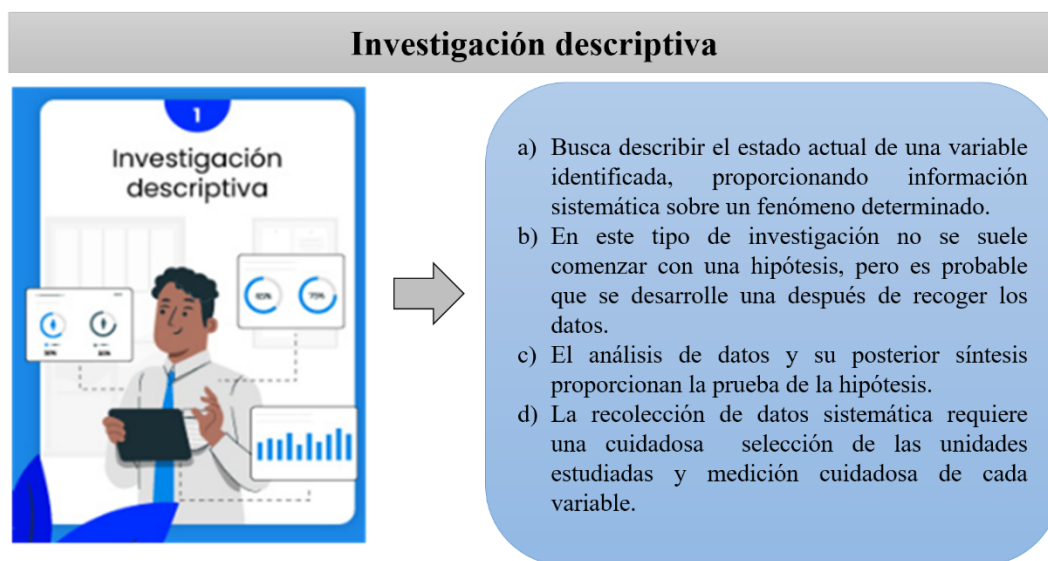 Investigación descriptiva
1
Investigación
descriptiva
75%
a) Busca describir el estado actual de una variable
identificada, proporcionando información
sistemática sobre un fenómeno determinado.
b) En este tipo de investigación no se suele
comenzar con una hipótesis, pero es probable
que se desarrolle una después de recoger los
datos.
c) El análisis de datos y su posterior síntesis
proporcionan la prueba de la hipótesis.
d) La recolección de datos sistemática requiere
una cuidadosa selección de las unidades
estudiadas y medición cuidadosa de cada
variable.